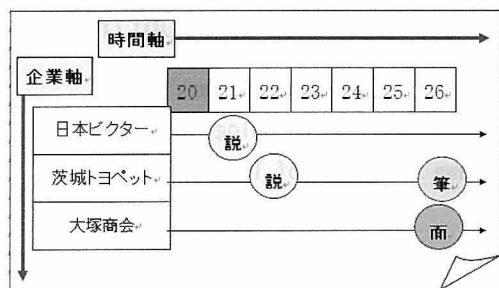 時間軸
企業軸
20 21 22 23 24 25 26
日本ビクター
説
茨城トヨペット
説 筆
大塚商会
面